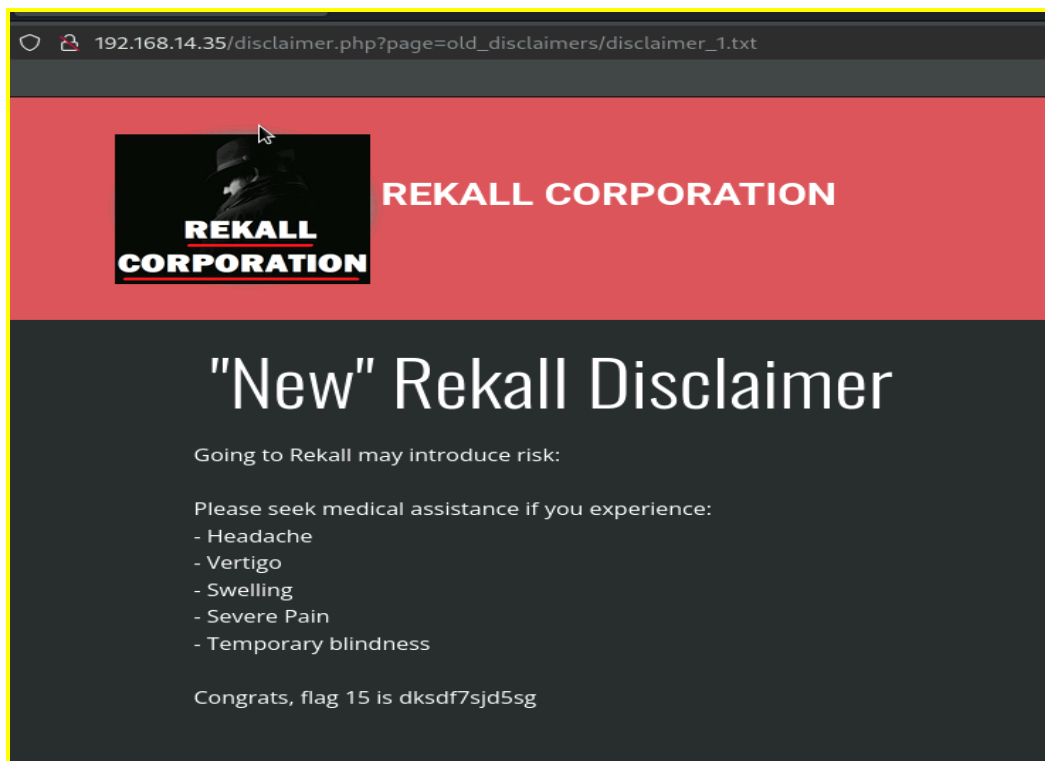 192.168.14.35/disclaimer.php?page=old_disclaimers/disclaimer_1.txt
REKALL
CORPORATION
REKALL CORPORATION
"New" Rekall Disclaimer
Going to Rekall may introduce risk:
Please seek medical assistance if you experience:
- Headache
- Vertigo
- Swelling
- Severe Pain
- Temporary blindness
Congrats, flag 15 is dksdf7sjd5sg